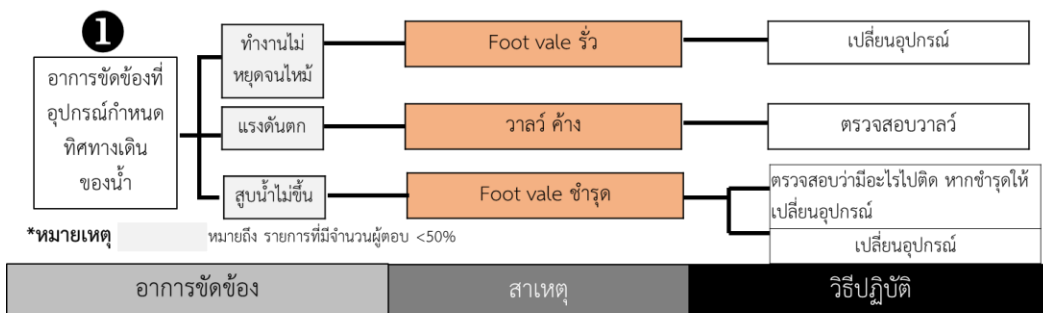 1
อาการขัดข้องที่
อุปกรณ์กำหนด
ทิศทางเดิน
ของน้ำ
ทำงานไม่
หยุดจนไหม้
Foot vale รั่ว
เปลี่ยนอุปกรณ์
แรงดันตก
วาลว์ ค้าง
ตรวจสอบวาลว์
สูบน้ำไม่ขึ้น
Foot vale ชำรุด
ตรวจสอบว่ามีอะไรไปติด หากชำรุดให้
เปลี่ยนอุปกรณ์
เปลี่ยนอุปกรณ์
*หมายเหตุ หมายถึง รายการที่มีจำนวนผู้ตอบ <50%
อาการขัดข้อง สาเหตุ วิธีปฏิบัติ